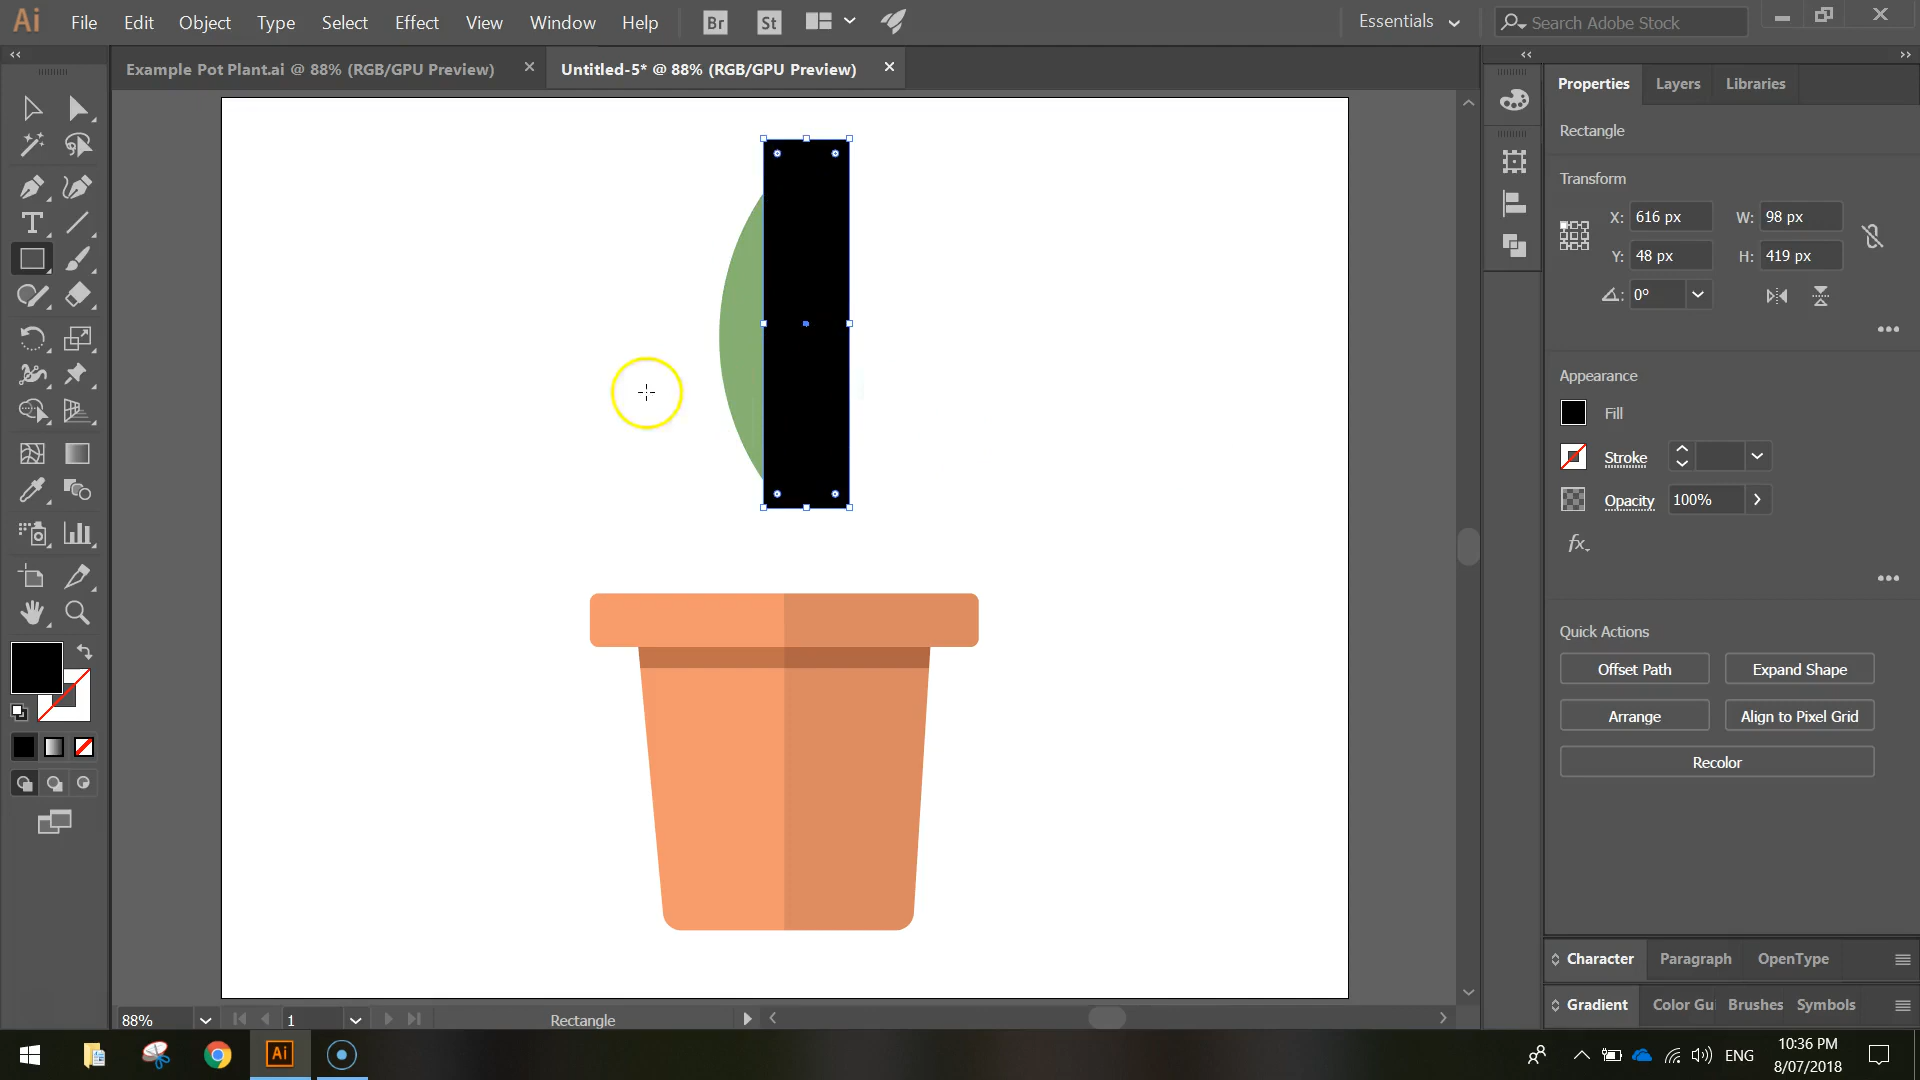 Ai File Edit Object Type Select Effect View Window Help Br St Essentials Search Adobe Stock
Example Pot Plant.ai @ 88% (RGB/GPU Preview) Untitled-5* @ 88% (RGB/GPU Preview)
Properties Layers Libraries
Rectangle
Transform
X: 616 px W: 98 px
Y: 48 px H: 419 px
0°
Appearance
Fill
Stroke
Opacity 100%
fx
Quick Actions
Offset Path Expand Shape
Arrange Align to Pixel Grid
Recolor
Character Paragraph OpenType
Gradient Color Gui Brushes Symbols
88% 1 Rectangle
Ai ENG
10:36 PM
8/07/2018